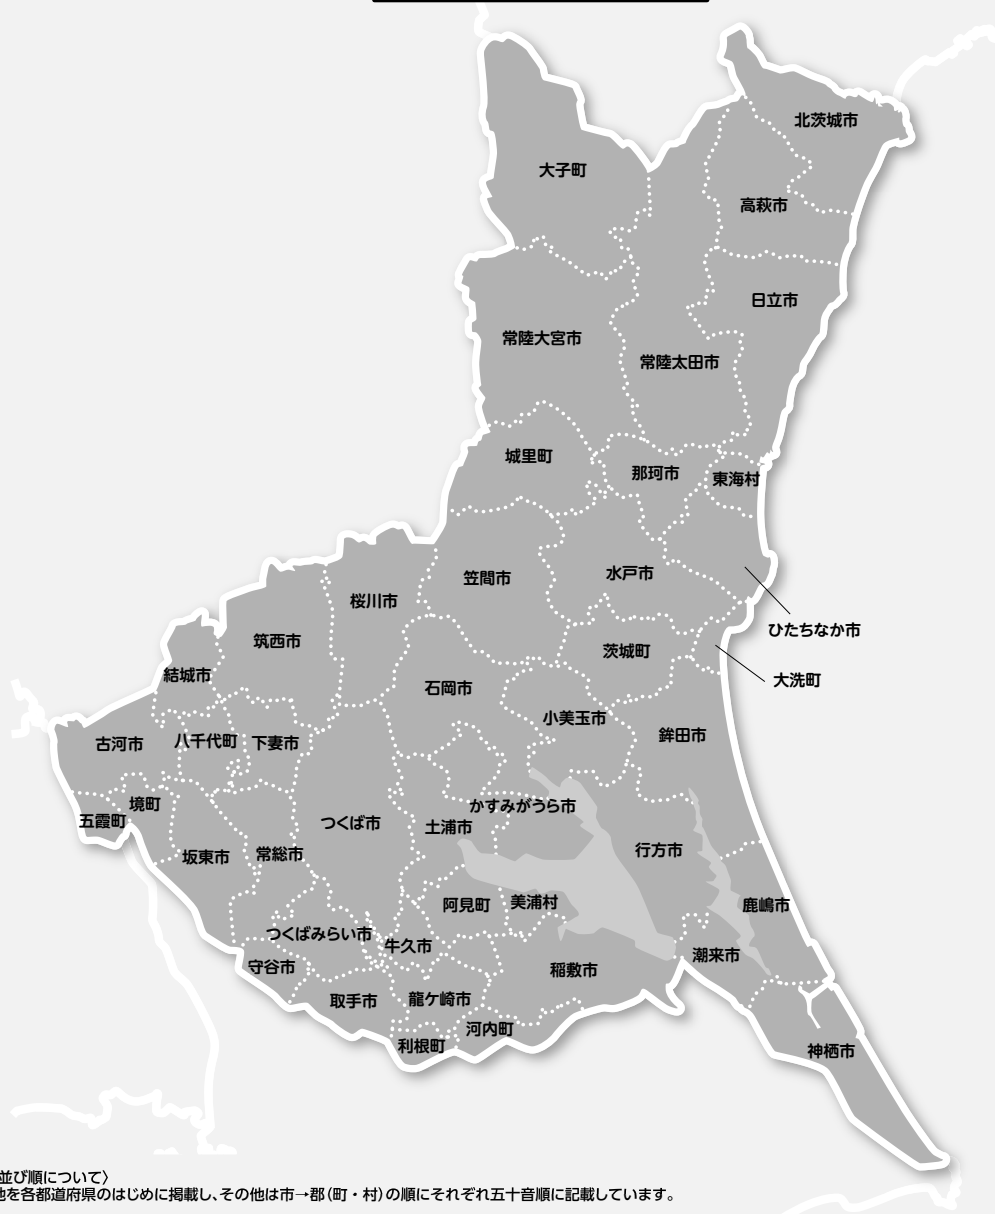 北茨城市
大子町
高萩市
日立市
常陸大宮市
常陸太田市
城里町
那珂市
東海村
笠間市
水戸市
桜川市
ひたちなか市
筑西市
茨城町
結城市
大洗町
石岡市
小美玉市
鉾田市
古河市
八千代町
下妻市
境町
かすみがうら市
五霞町
つくば市
土浦市
坂東市
常総市
行方市
阿見町
美浦村
鹿嶋市
つくばみらい市
牛久市
潮来市
守谷市
稲敷市
取手市
龍ケ崎市
河内町
利根町
神栖市
並び順について〉
地を各都道府県のはじめに掲載し、その他は市→郡（町・村）の順にそれぞれ五十音順に記載しています。